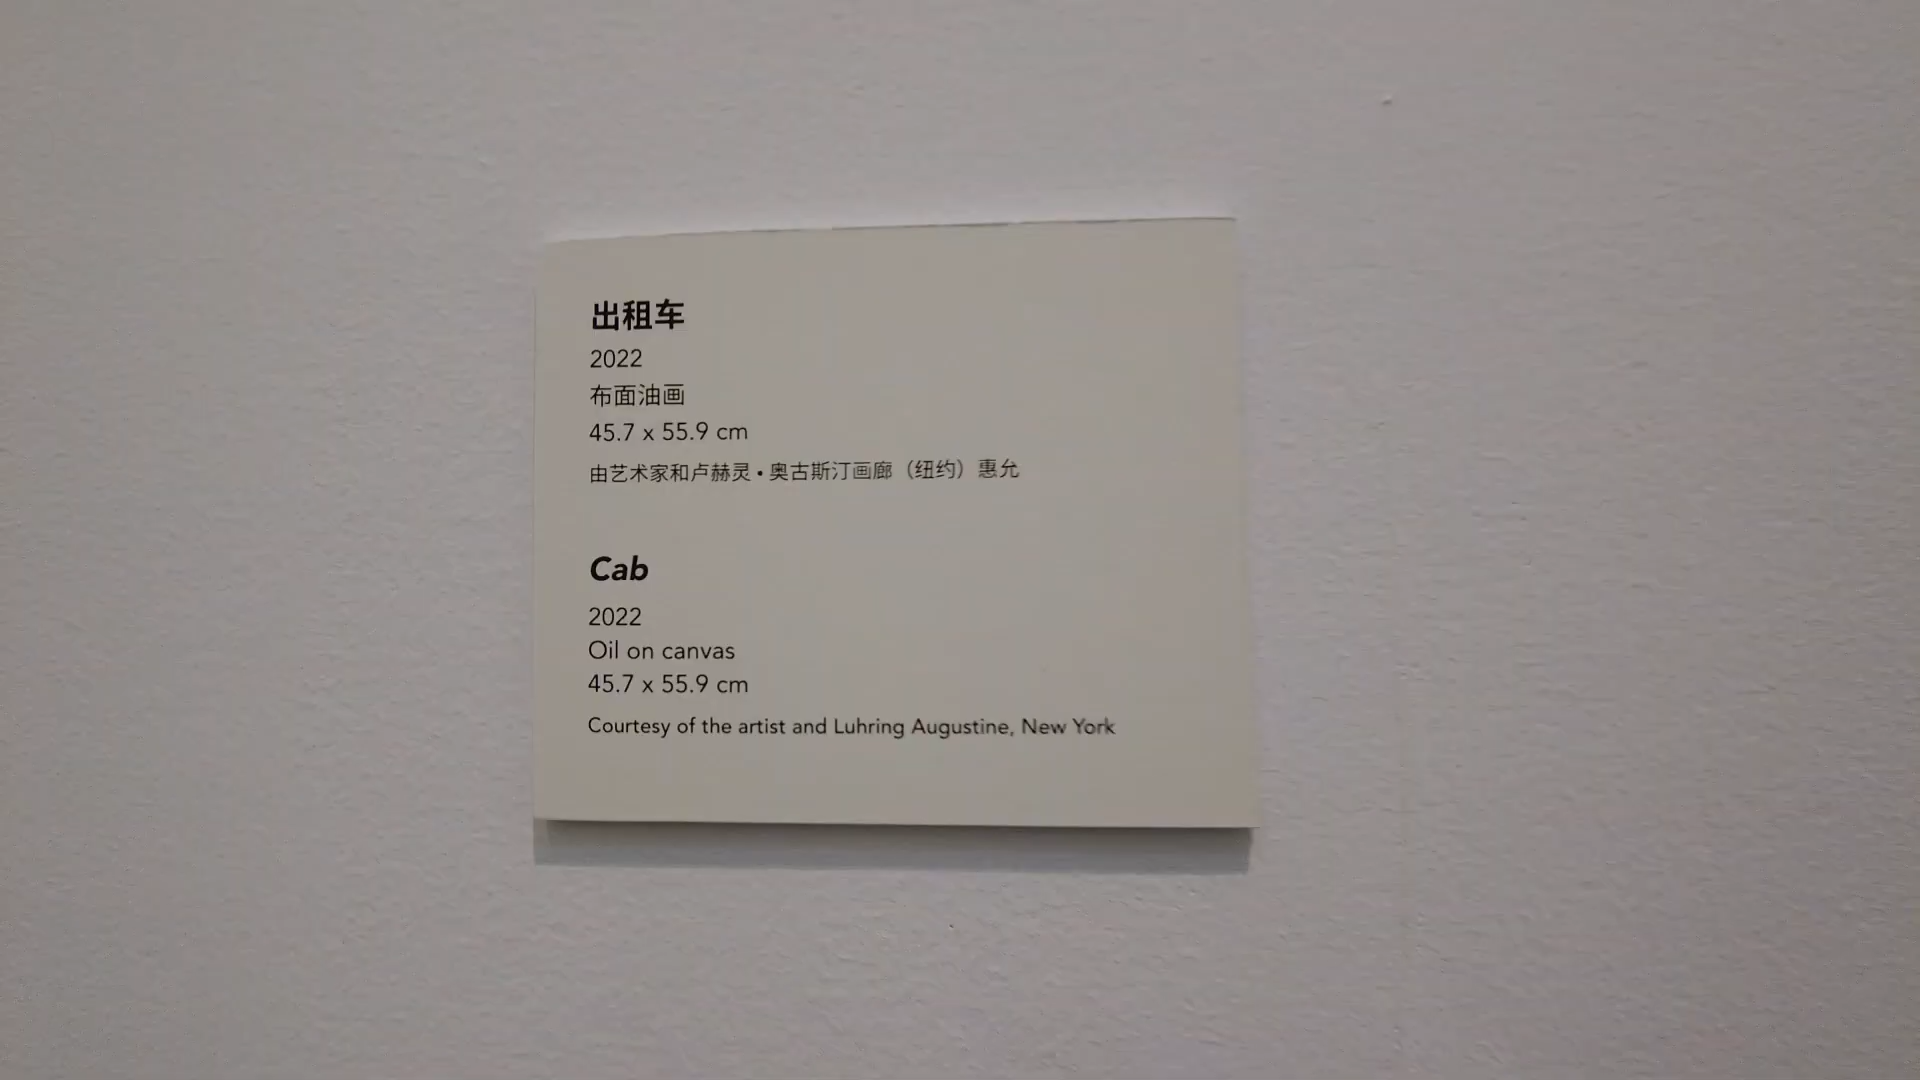 出租车
2022
布面油画
45.7 x 55.9 cm
由艺术家和卢赫灵•奥古斯汀画廊（纽约）惠允
Cab
2022
Oil on canvas
45.7 x 55.9 cm
Courtesy of the artist and Luhring Augustine, New York